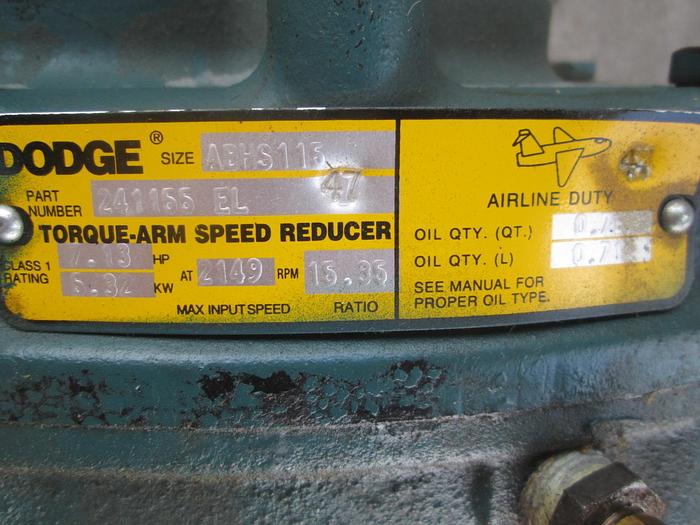 DODGE® SIZE ABHS115
47
PART NUMBER 241155 EL
TORQUE-ARM SPEED REDUCER
CLASS 1 RATING 7.13 HP
5.32 KW AT 2149 RPM 15.35
MAX INPUT SPEED RATIO
47
AIRLINE DUTY
OIL QTY. (QT.)
OIL QTY. (L)
SEE MANUAL FOR
PROPER OIL TYPE.